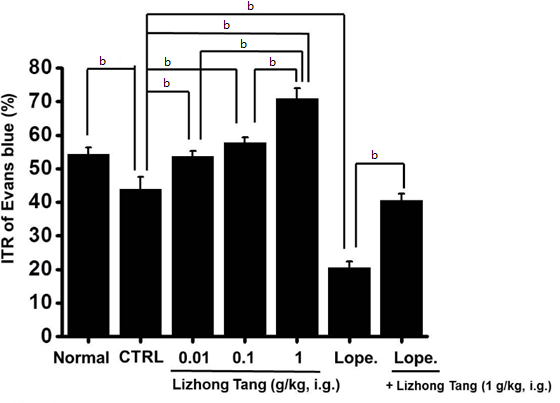 b
b
b
b
b
b
b
b
ITR of Evans blue (%)
80
70
60
50
40
30
20
10
0
Normal CTRL 0.01 0.1 1 Lope. Lope.
Lizhong Tang (g/kg, i.g.) + Lizhong Tang (1 g/kg, i.g.)